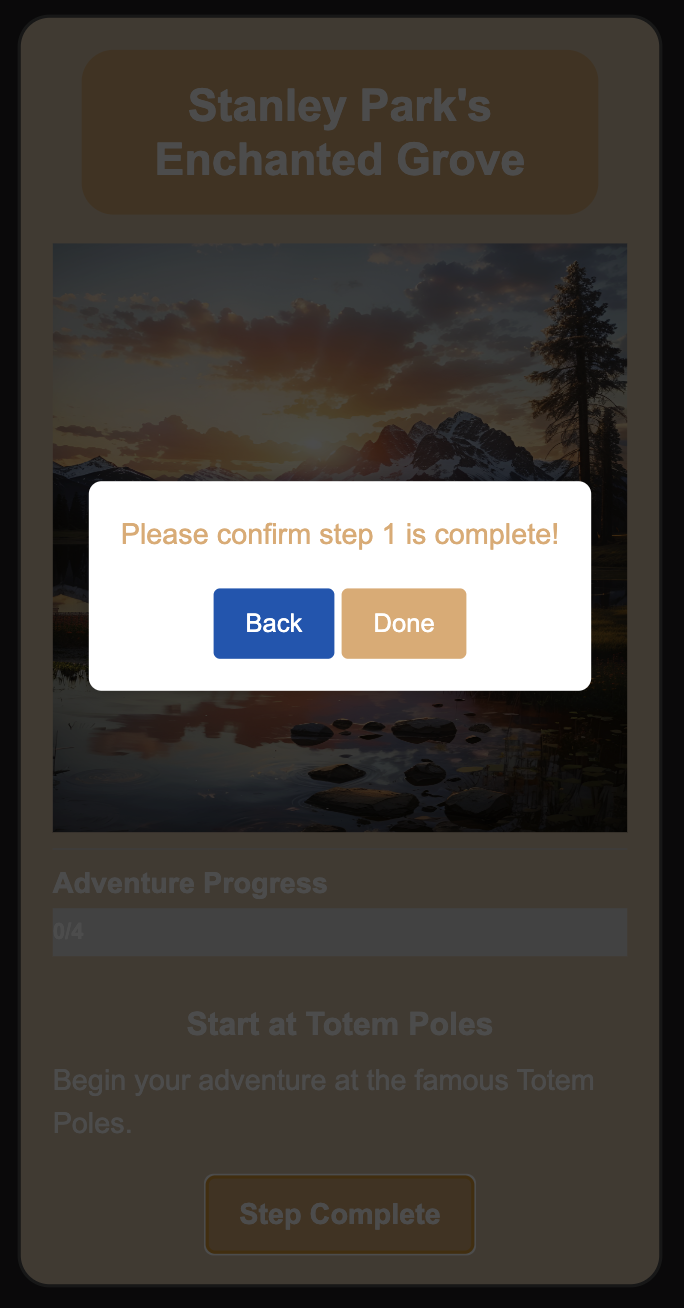 Stanley Park's
Enchanted Grove
Please confirm step 1 is complete!
Back Done
Adventure Progress
0/4
Start at Totem Poles
Begin your adventure at the famous Totem
Poles.
Step Complete